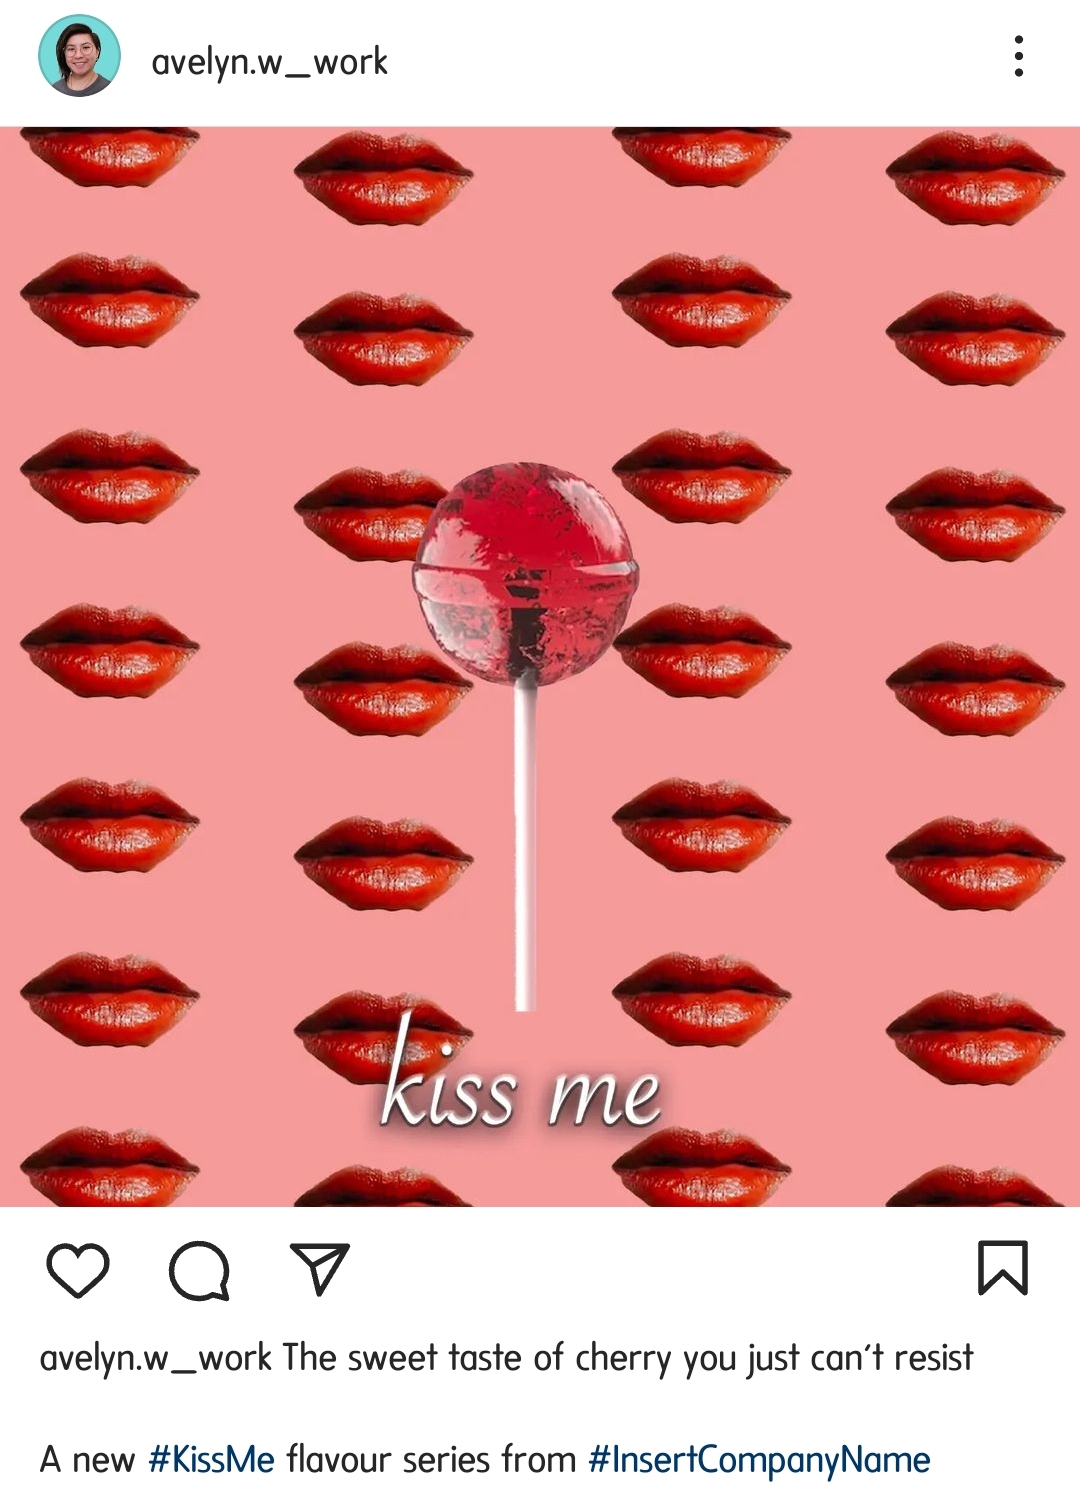 avelyn.w_work
kiss me
avelyn.w_work The sweet taste of cherry you just can't resist
A new #KissMe flavour series from #InsertCompanyName